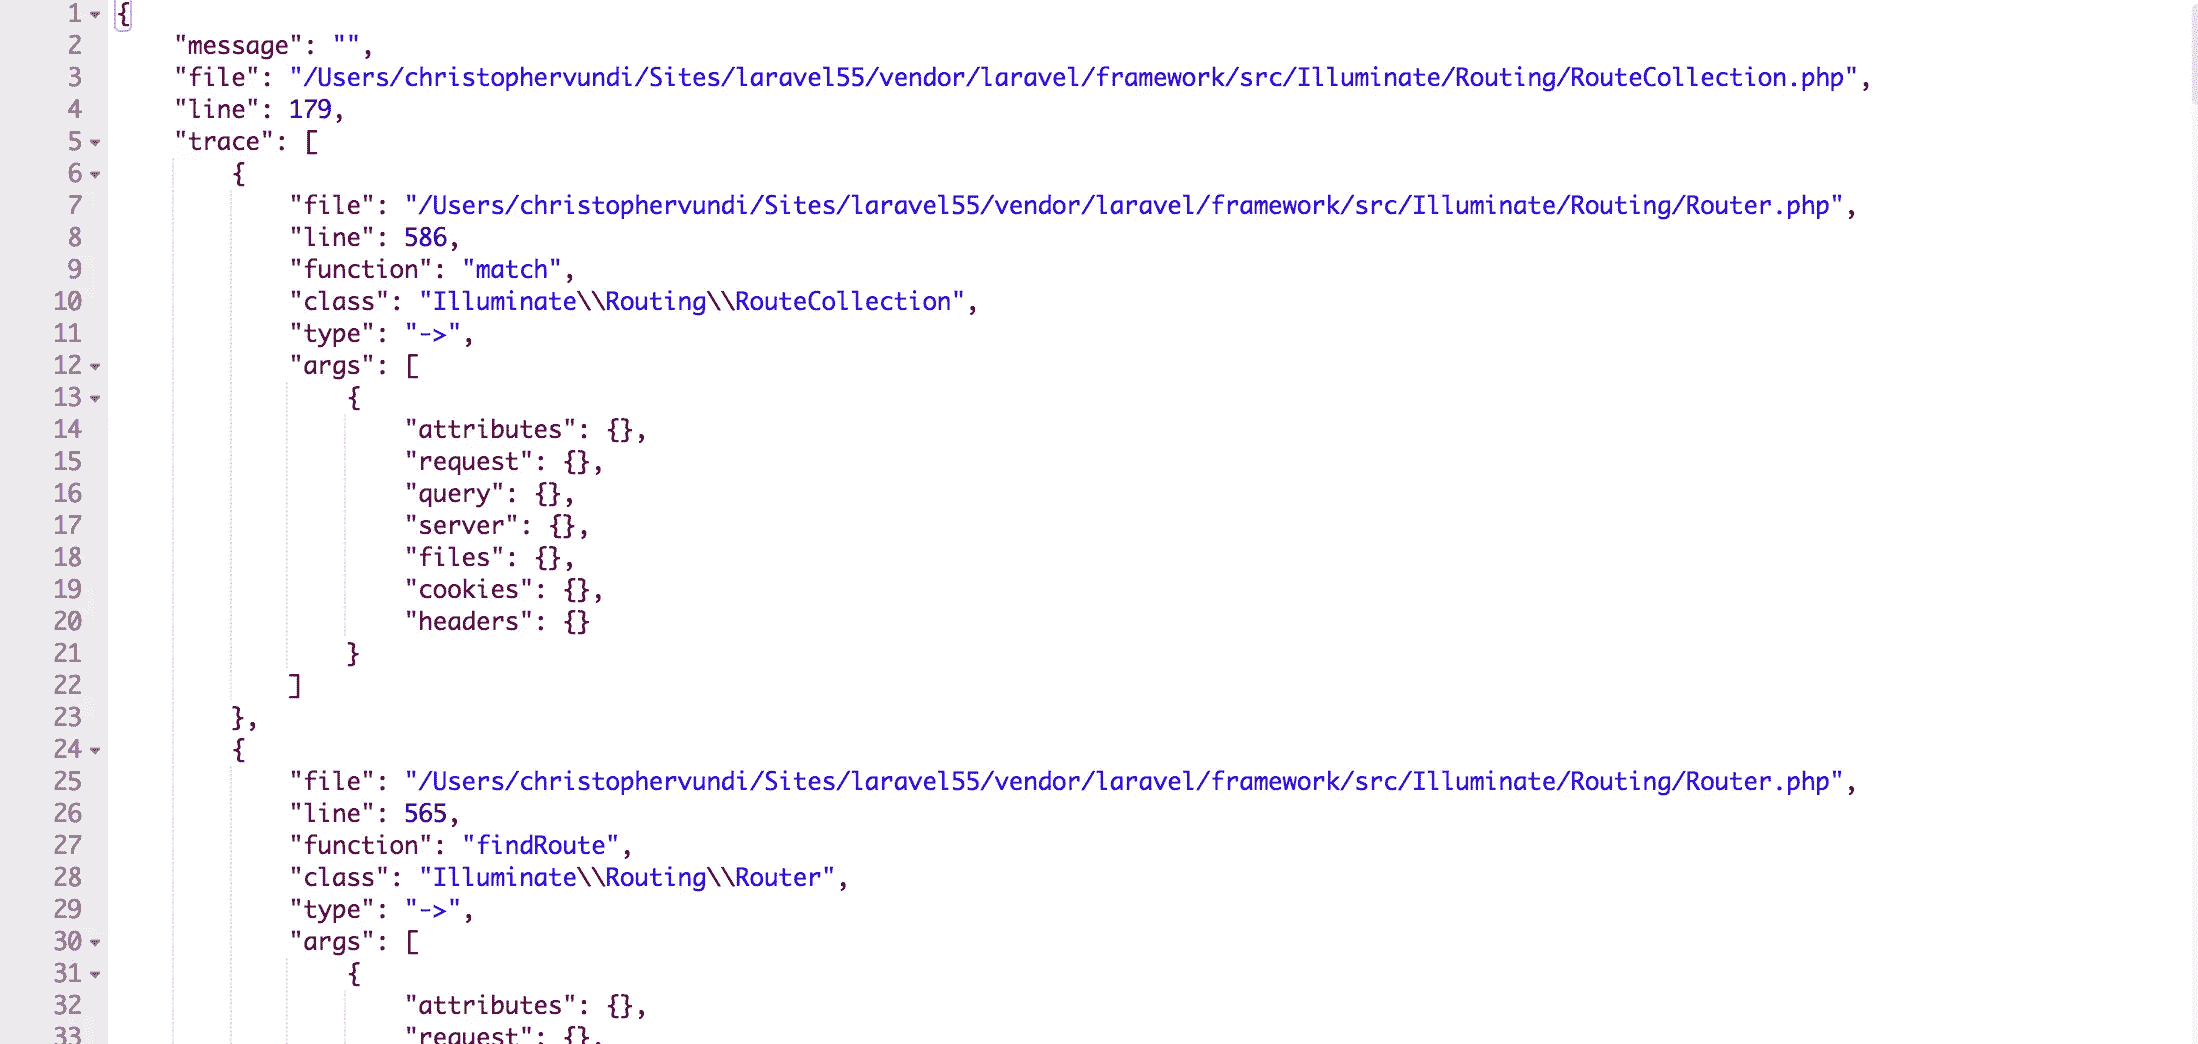 1 {
2 "message": "",
3 "file": "/Users/christophervundi/Sites/laravel55/vendor/laravel/framework/src/Illuminate/Routing/RouteCollection.php",
4 "line": 179,
5 "trace": [
6 {
7 "file": "/Users/christophervundi/Sites/laravel55/vendor/laravel/framework/src/Illuminate/Routing/Router.php",
8 "line": 586,
9 "function": "match",
10 "class": "Illuminate\\Routing\\RouteCollection",
11 "type": "->",
12 "args": [
13 {
14 "attributes": {},
15 "request": {},
16 "query": {},
17 "server": {},
18 "files": {},
19 "cookies": {},
20 "headers": {}
21 }
22 ]
23 },
24 {
25 "file": "/Users/christophervundi/Sites/laravel55/vendor/laravel/framework/src/Illuminate/Routing/Router.php",
26 "line": 565,
27 "function": "findRoute",
28 "class": "Illuminate\\Routing\\Router",
29 "type": "->",
30 "args": [
31 {
32 "attributes": {},
33 "request": {},